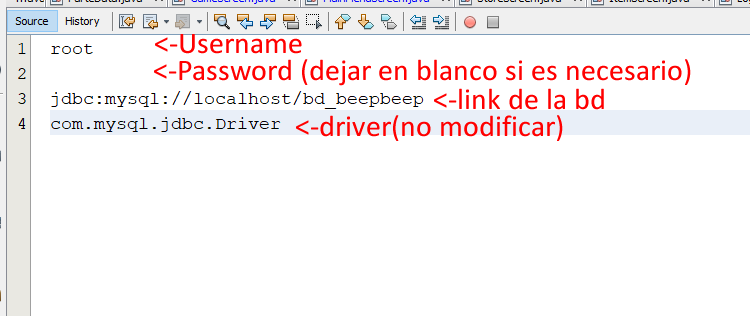 Source History
1 root <-Username
2 <-Password (dejar en blanco si es necesario)
3 jdbc:mysql://localhost/bd_beepbeep <-link de la bd
4 com.mysql.jdbc.Driver <-driver(no modificar)